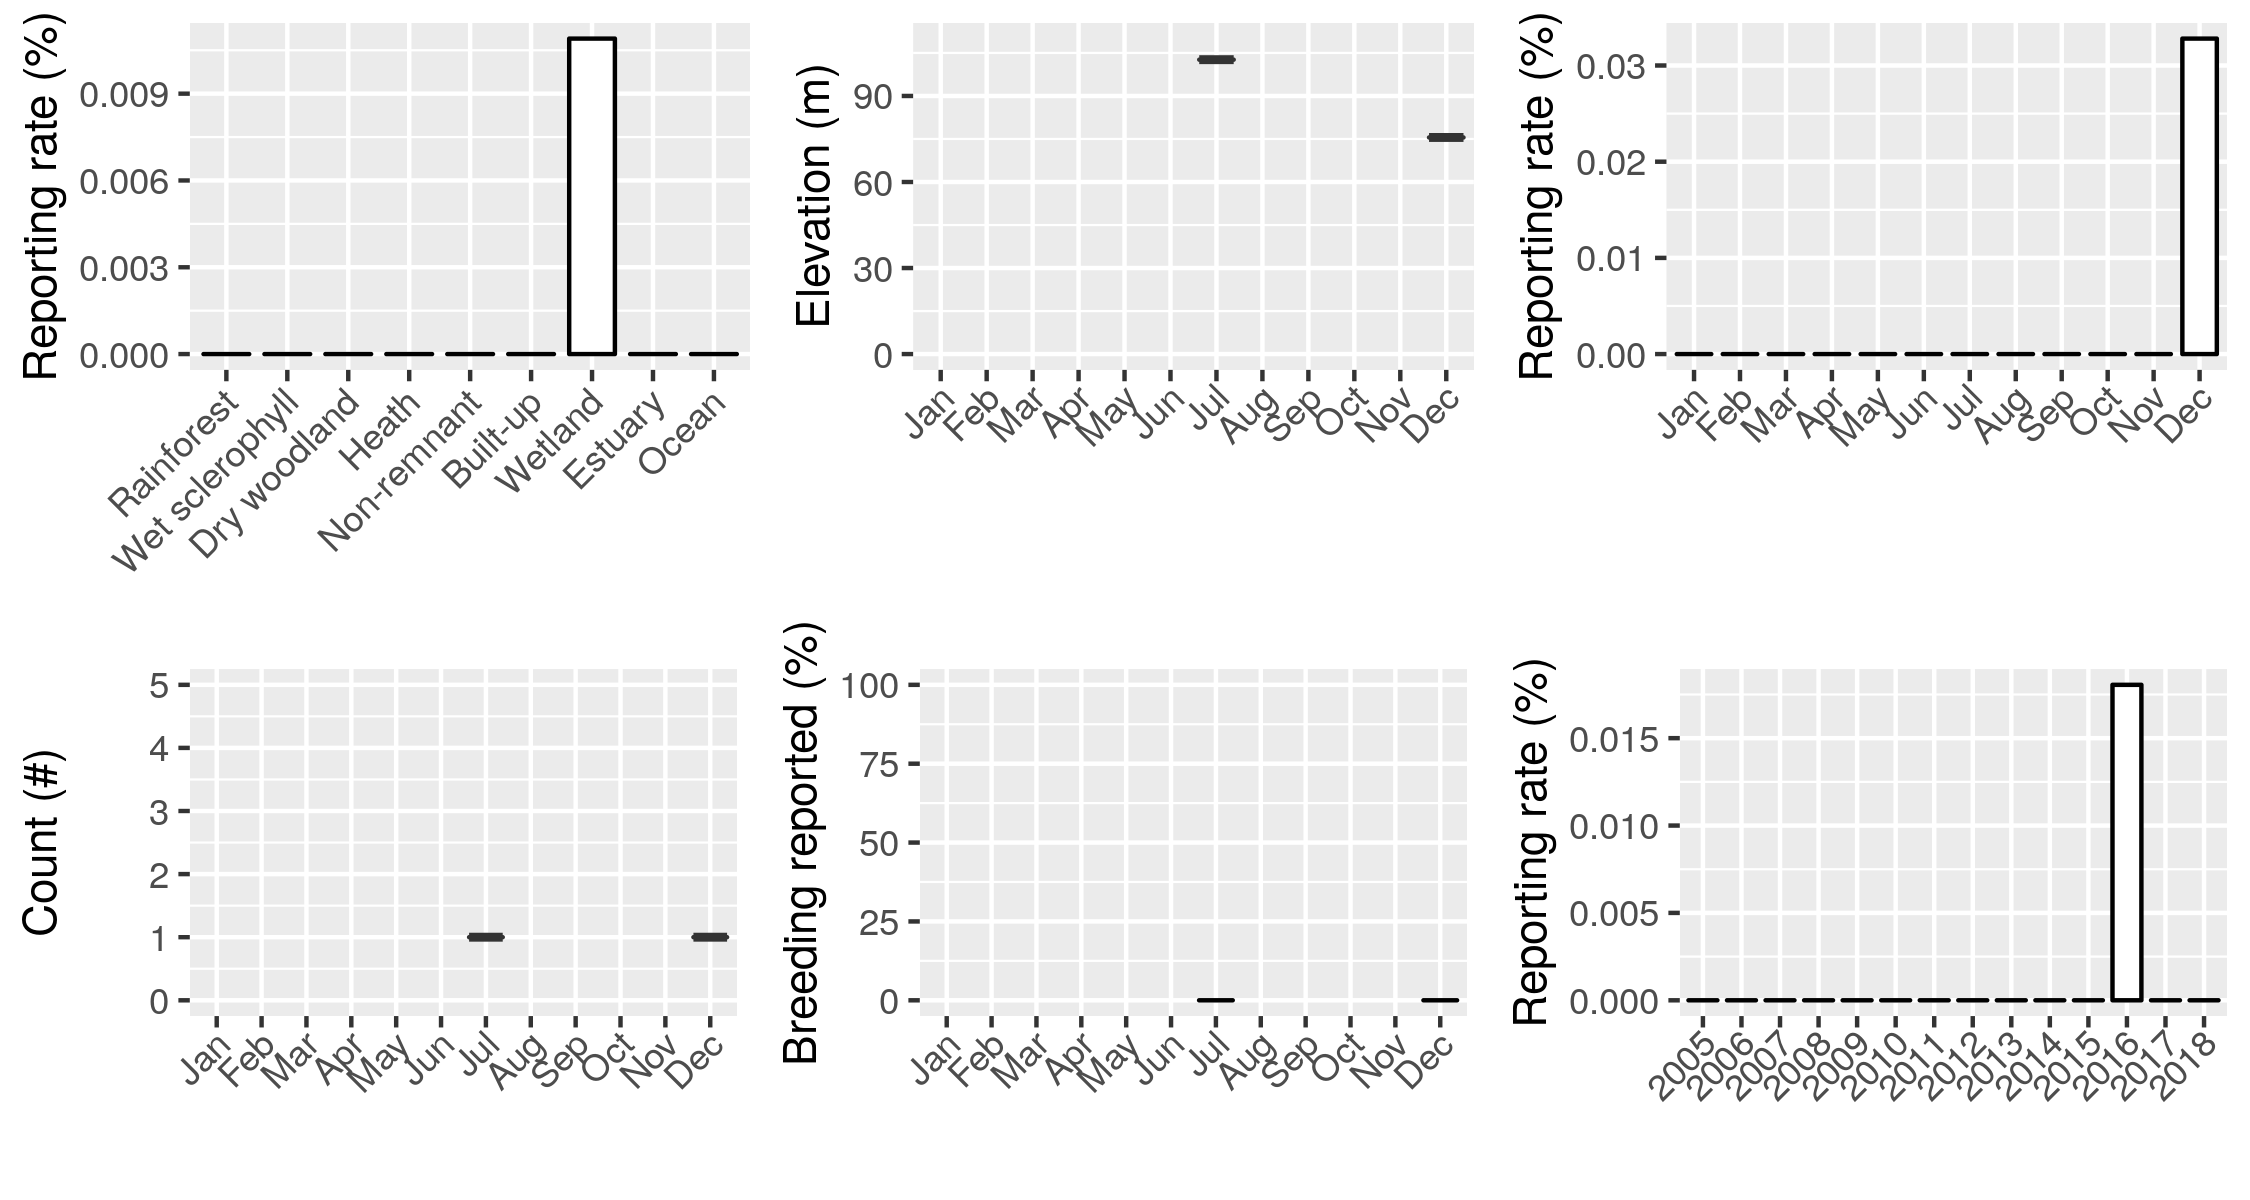 Reporting rate (%)
0.009
0.006
0.003
0.000
Rainforest
Wet sclerophyll
Dry woodland
Heath
Non-remnant
Built-up
Wetland
Estuary
Ocean
Elevation (m)
90
60
30
0
Jan Feb Mar Apr May Jun Jul Aug Sep Oct Nov Dec
Reporting rate (%)
0.03
0.02
0.01
0.00
Jan Feb Mar Apr May Jun Jul Aug Sep Oct Nov Dec
Count (#)
5
4
3
2
1
0
Jan Feb Mar Apr May Jun Jul Aug Sep Oct Nov Dec
Breeding reported (%)
100
75
50
25
0
Jan Feb Mar Apr May Jun Jul Aug Sep Oct Nov Dec
Reporting rate (%)
0.015
0.010
0.005
0.000
2005 2006 2007 2008 2009 2010 2011 2012 2013 2014 2015 2016 2017 2018